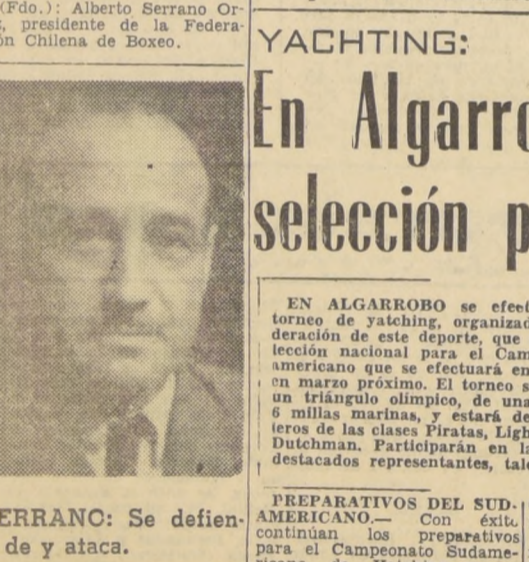 (Fdo.): Alberto Serrano Or-
z, presidente de la Federa-
ón Chilena de Boxeo.
ERRANO: Se defien-
de y ataca.
YACHTING:
En Algarro
selección p
EN ALGARROBO se efect
torneo de yatching, organizad
deración de este deporte, que
lección nacional para el Cam
americano que se efectuará en
en marzo próximo. El torneo s
un triángulo olímpico, de una
6 millas marinas, y estará de
teros de las clases Piratas, Ligh
Dutchman. Participarán en la
destacados representantes, tale
PREPARATIVOS DEL SUD-
AMERICANO.— Con éxito
continúan los preparativos
para el Campeonato Sudame-